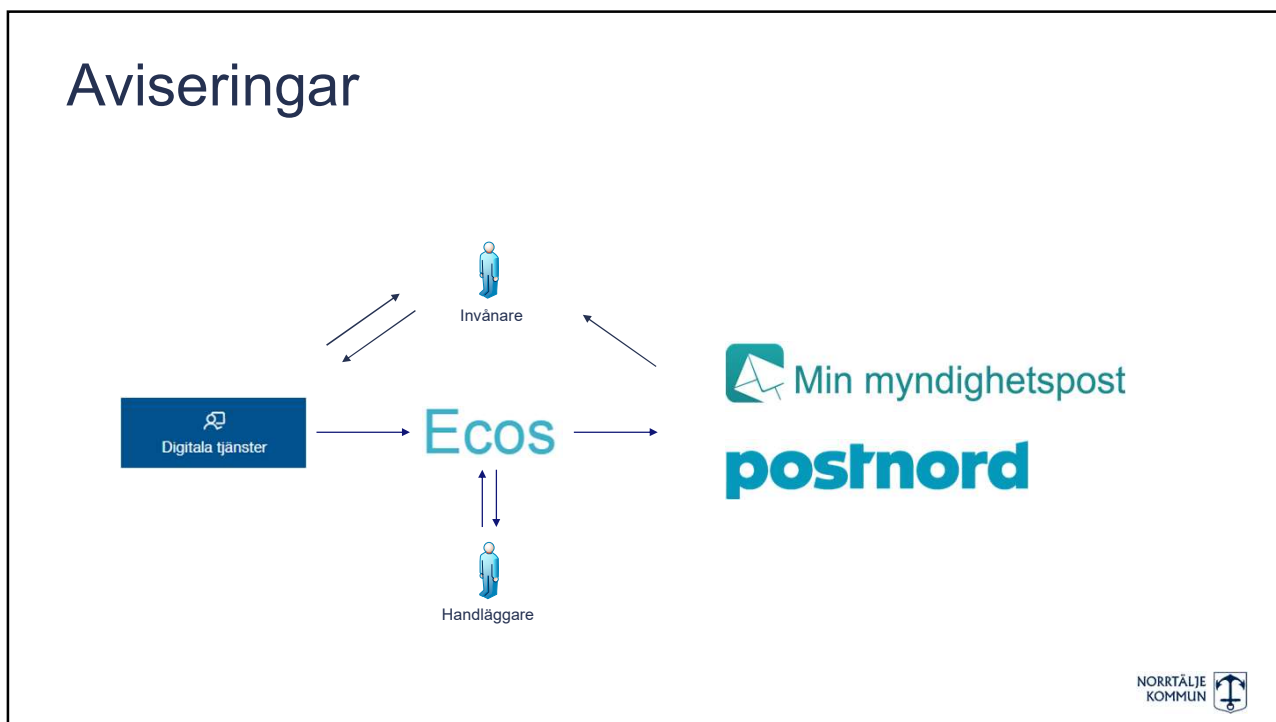 Aviseringar
Invånare
Min myndighetspost
Digitala tjänster
Ecos
postnord
Handläggare
NORRTÄLJE
KOMMUN